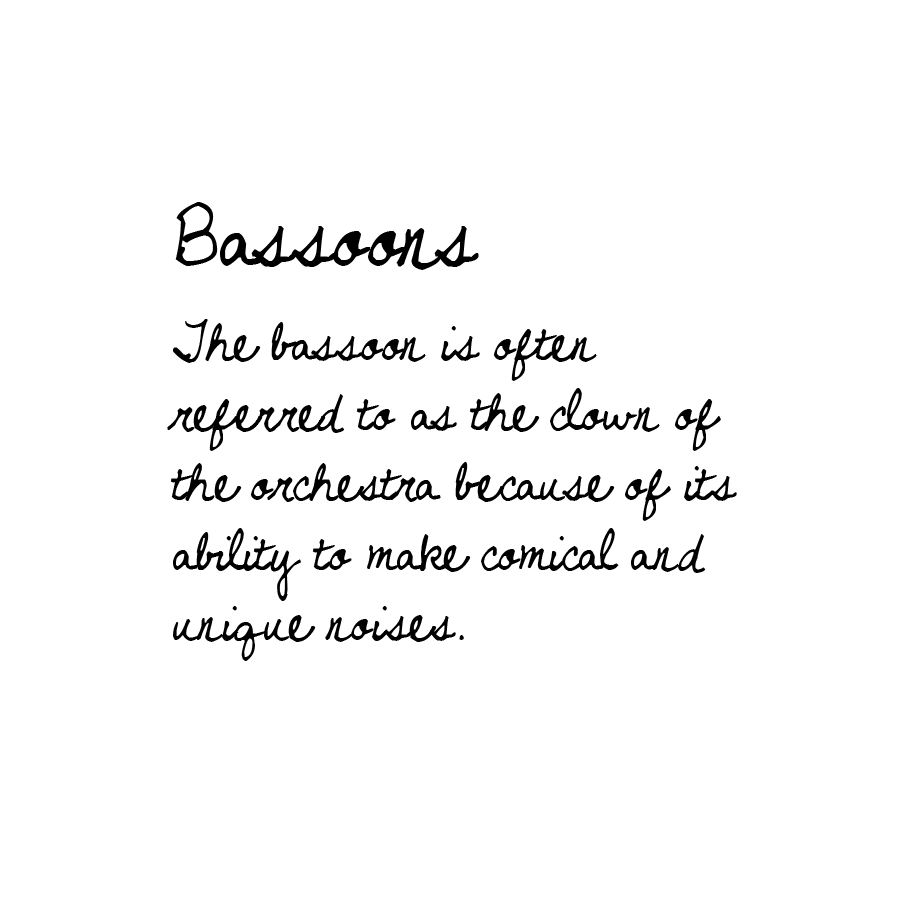 Bassoons
The bassoon is often
referred to as the clown of
the orchestra because of its
ability to make comical and
unique noises.